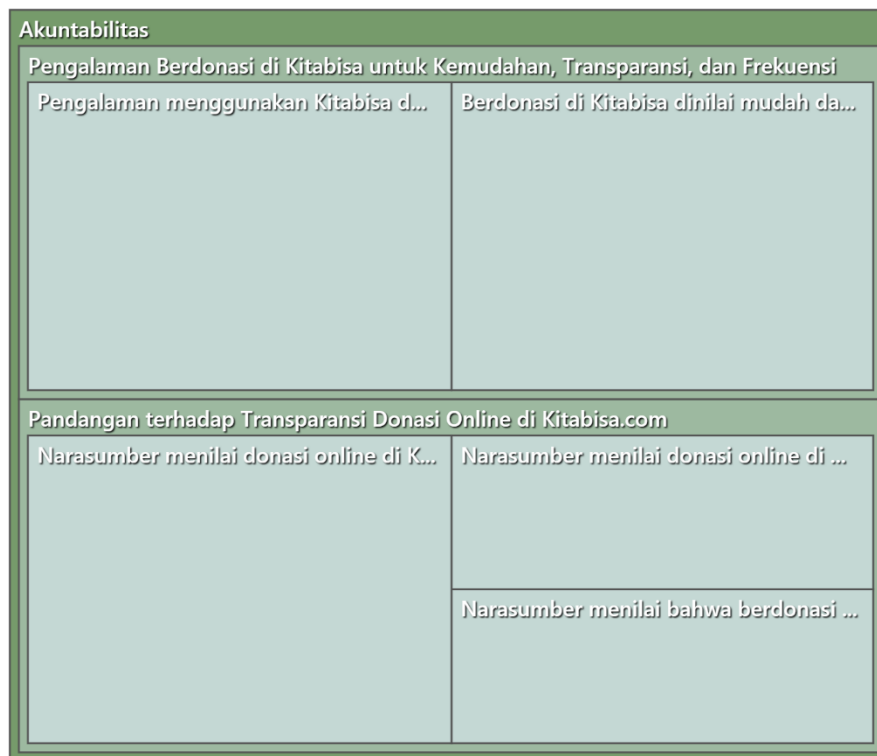 Akuntabilitas
Pengalaman Berdonasi di Kitabisa untuk Kemudahan, Transparansi, dan Frekuensi
Pengalaman menggunakan Kitabisa d...
Berdonasi di Kitabisa dinilai mudah da...
Pandangan terhadap Transparansi Donasi Online di Kitabisa.com
Narasumber menilai donasi online di K...
Narasumber menilai donasi online di ...
Narasumber menilai bahwa berdonasi ...